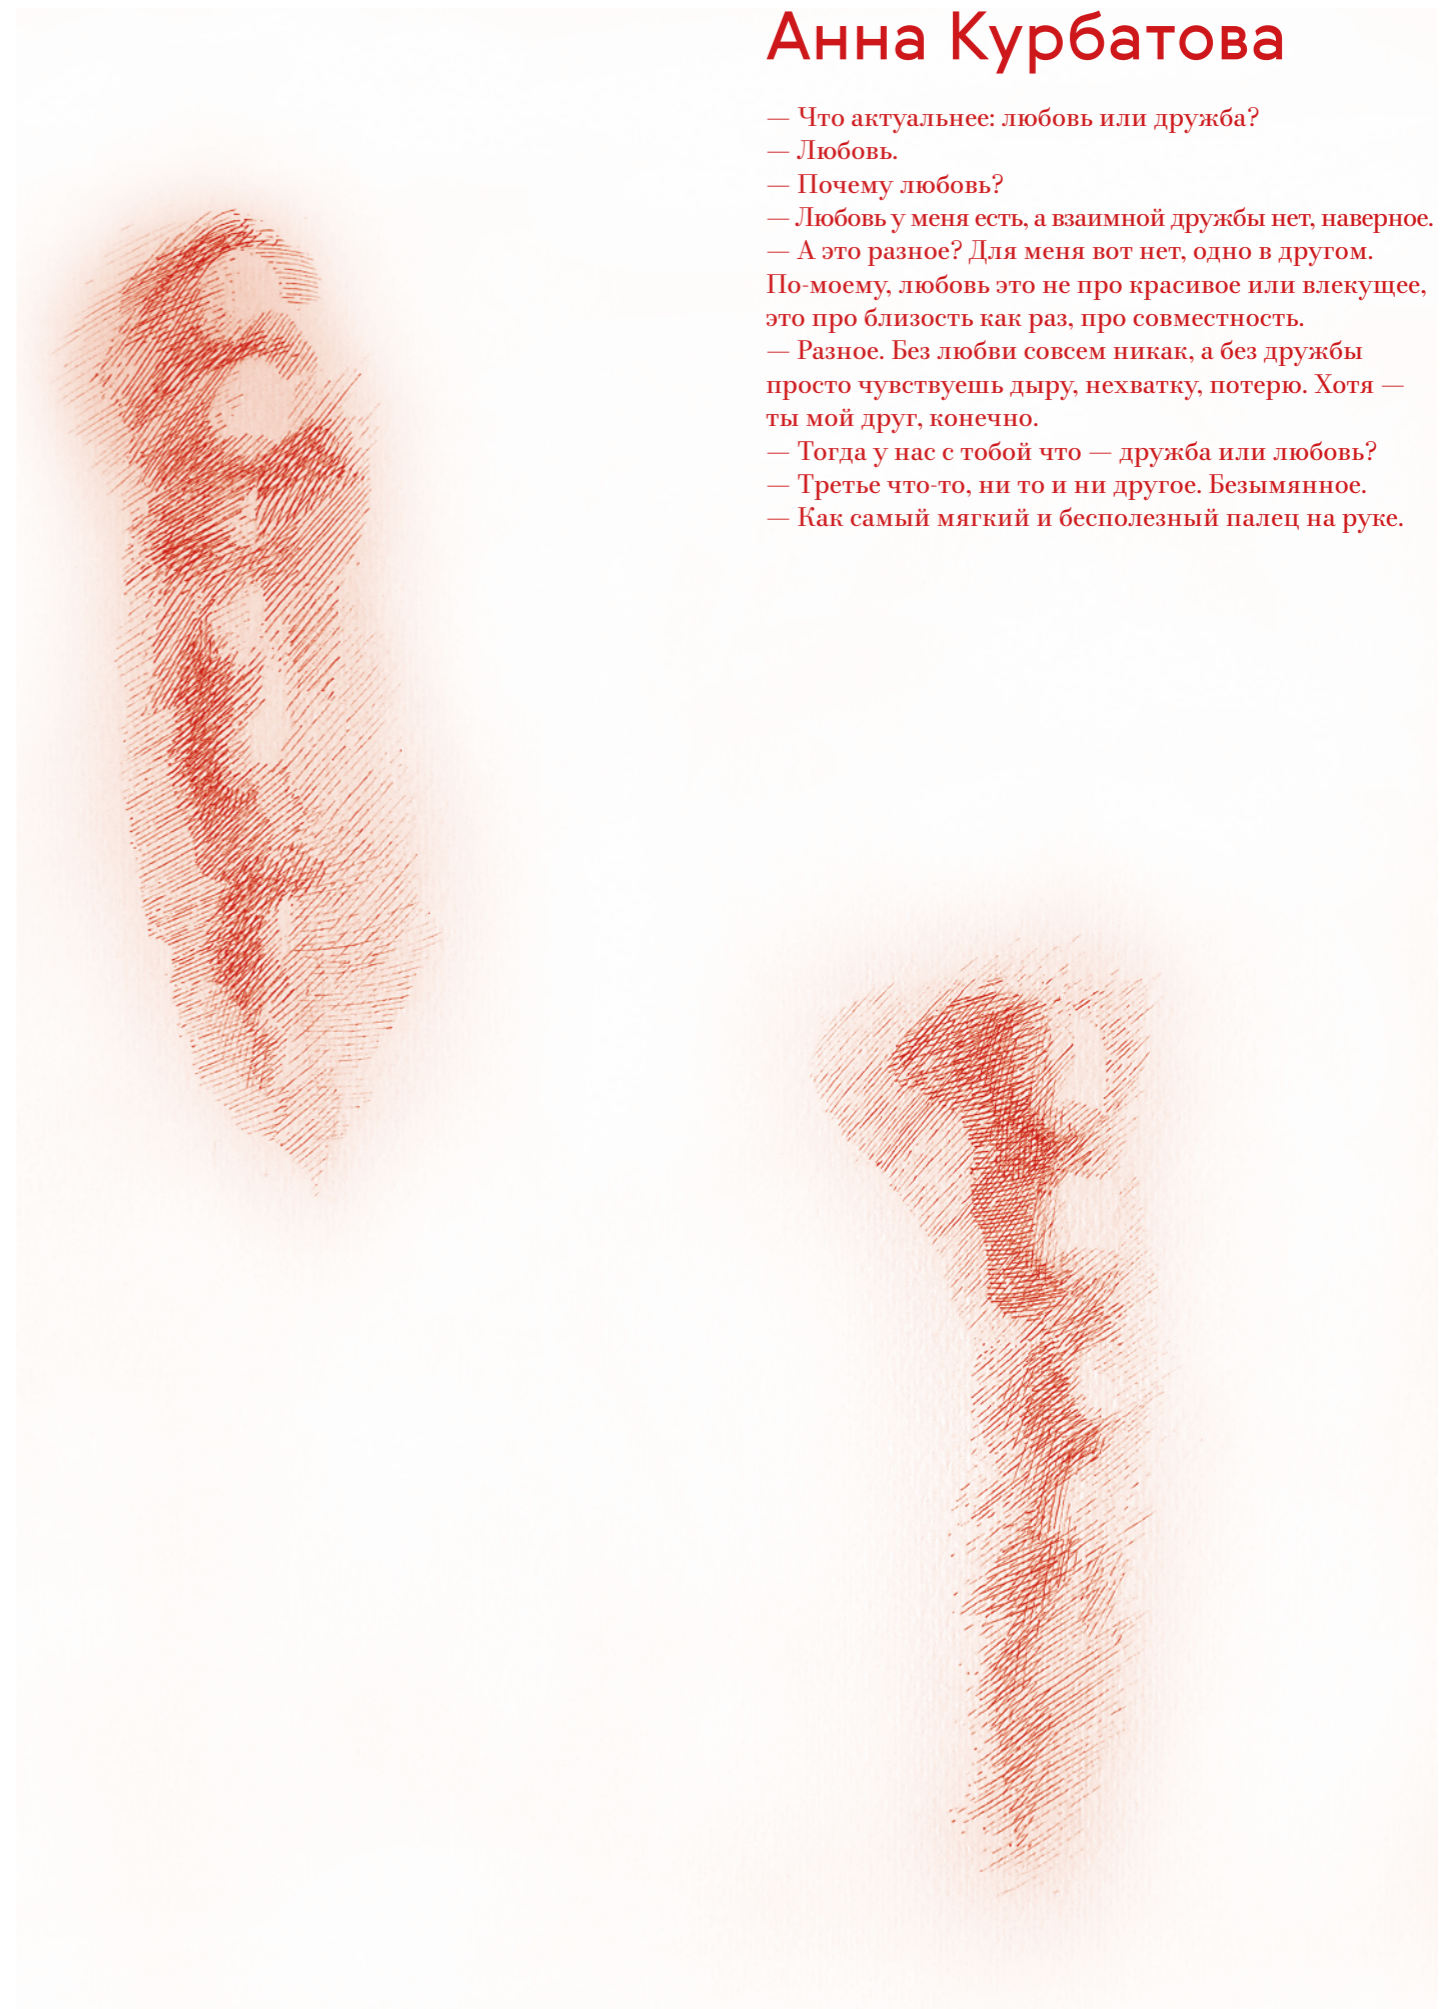 Анна Курбатова
— Что актуальнее: любовь или дружба?
— Любовь.
— Почему любовь?
— Любовь у меня есть, а взаимной дружбы нет, наверное.
— А это разное? Для меня вот нет, одно в другом.
По-моему, любовь это не про красивое или влекущее,
это про близость как раз, про совместность.
— Разное. Без любви совсем никак, а без дружбы
просто чувствуешь дыру, нехватку, потерю. Хотя —
ты мой друг, конечно.
— Тогда у нас с тобой что — дружба или любовь?
— Третье что-то, ни то и ни другое. Безымянное.
— Как самый мягкий и бесполезный палец на руке.